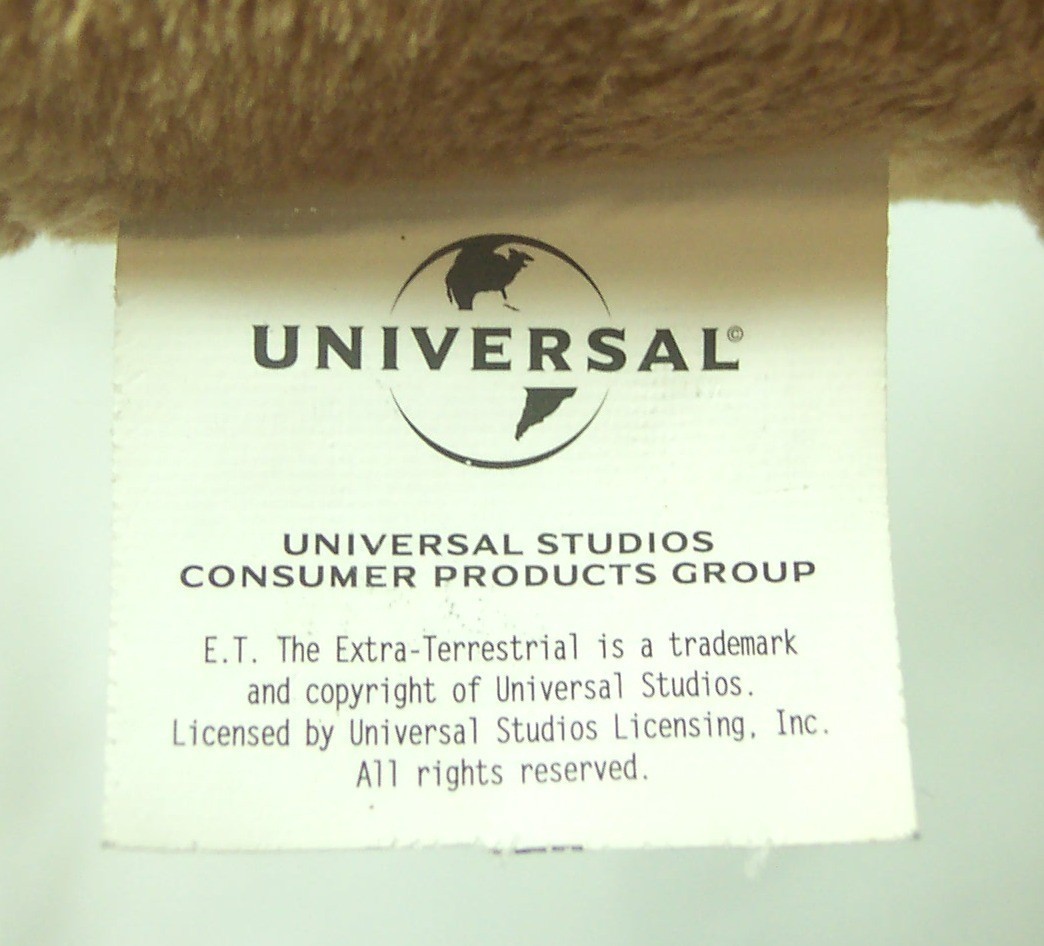 UNIVERSAL©
UNIVERSAL STUDIOS
CONSUMER PRODUCTS GROUP
E.T. The Extra-Terrestrial is a trademark
and copyright of Universal Studios.
Licensed by Universal Studios Licensing, Inc.
All rights reserved.